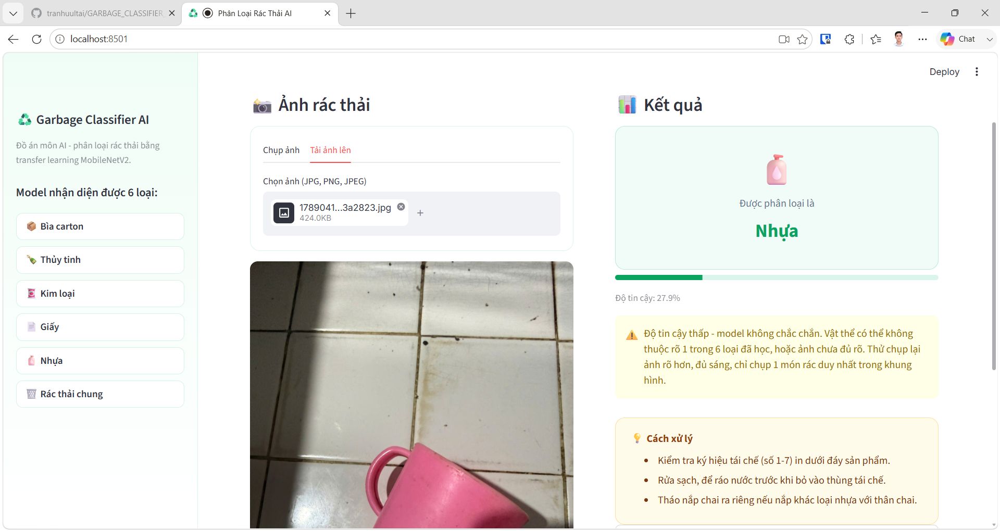 tranhuultai/GARBAGE_CLASSIFIER_
Phân Loại Rác Thải AI
localhost:8501
Chat
Deploy
Garbage Classifier AI
Đồ án môn AI - phân loại rác thải bằng
transfer learning MobileNetV2.
Model nhận diện được 6 loại:
Bìa carton
Thủy tinh
Kim loại
Giấy
Nhựa
Rác thải chung
Ảnh rác thải
Chụp ảnh
Tải ảnh lên
Chọn ảnh (JPG, PNG, JPEG)
1789041...3a2823.jpg
424.0KB
Kết quả
Được phân loại là
Nhựa
Độ tin cậy: 27.9%
Độ tin cậy thấp - model không chắc chắn. Vật thể có thể không
thuộc rõ 1 trong 6 loại đã học, hoặc ảnh chưa đủ rõ. Thử chụp lại
ảnh rõ hơn, đủ sáng, chỉ chụp 1 món rác duy nhất trong khung
hình.
Cách xử lý
Kiểm tra ký hiệu tái chế (số 1-7) in dưới đáy sản phẩm.
Rửa sạch, để ráo nước trước khi bỏ vào thùng tái chế.
Tháo nắp chai ra riêng nếu nắp khác loại nhựa với thân chai.